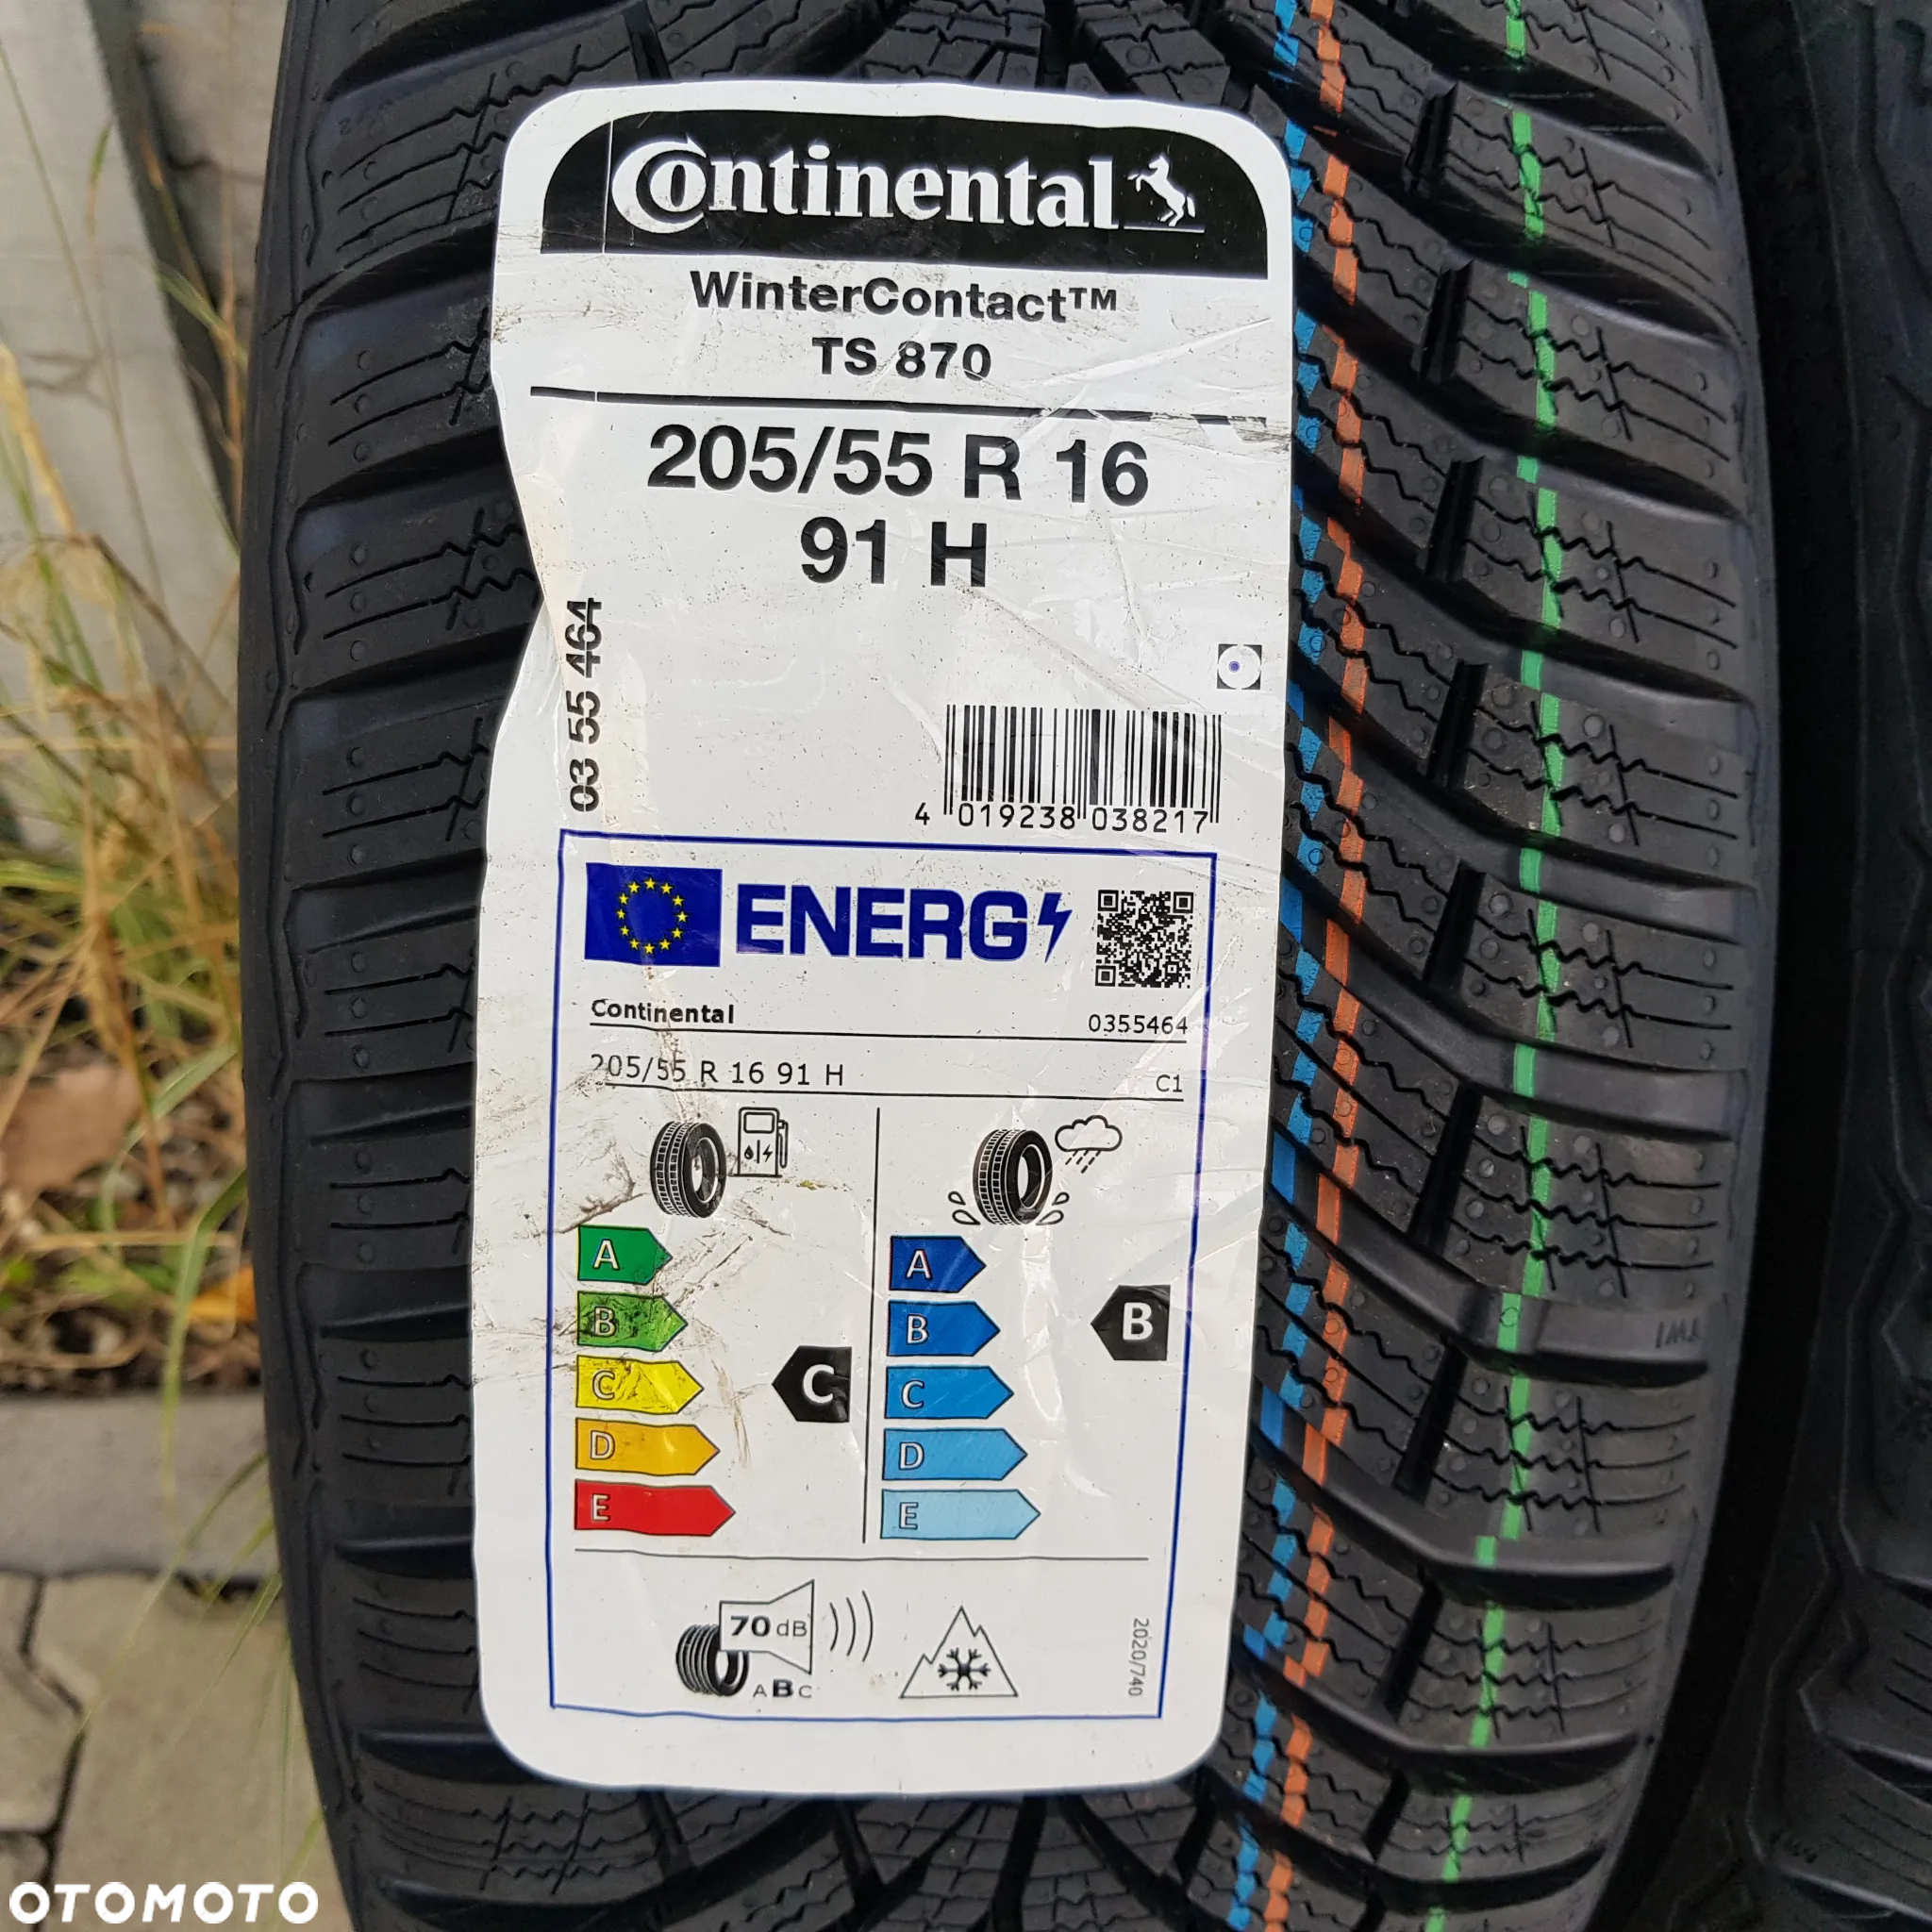 Continental
WinterContact™
TS 870
205/55 R 16
91 H
03 55 464
4 019238 038217
ENERG
Continental
0355464
205/55 R 16 91 H
C1
A
B
C
D
E
C
A
B
C
D
E
B
70 dB
A B C
2020/740
TWI
OTOMOTO